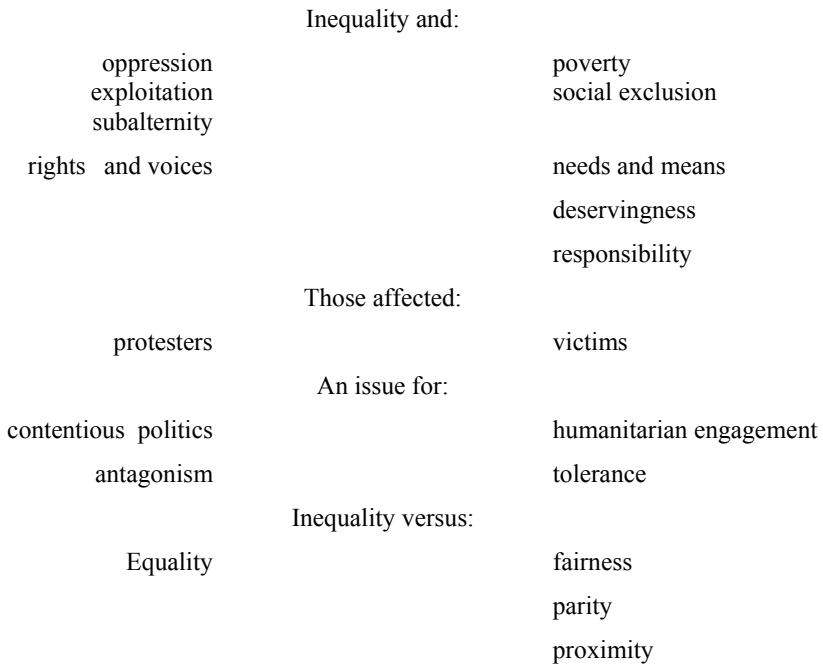 Inequality and:
oppression poverty
exploitation social exclusion
subalternity
rights and voices needs and means
deservingness
responsibility
Those affected:
protesters victims
An issue for:
contentious politics humanitarian engagement
antagonism tolerance
Inequality versus:
Equality fairness
parity
proximity